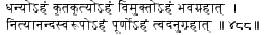 धन्योऽहं कृतकृत्योऽहं विमुक्तोऽहं भवग्रहात् ।
नित्यानन्दस्वरूपोऽहं पूर्णोऽहं त्वदनुग्रहात् ॥ ४८८॥